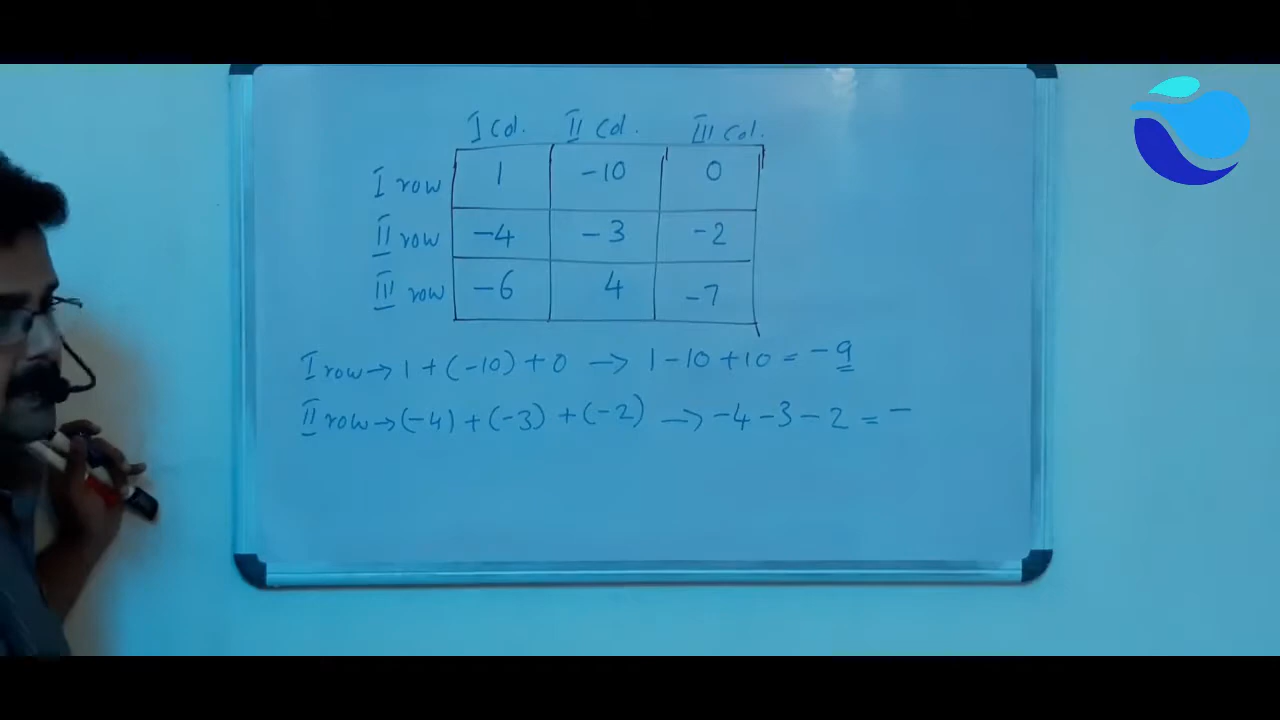 I Col. II Col. III Col.
I row 1 -10 0
II row -4 -3 -2
III row -6 4 -7
I row → 1 + (-10) + 0 → 1 - 10 + 10 = -9
II row → (-4) + (-3) + (-2) → -4 - 3 - 2 = -